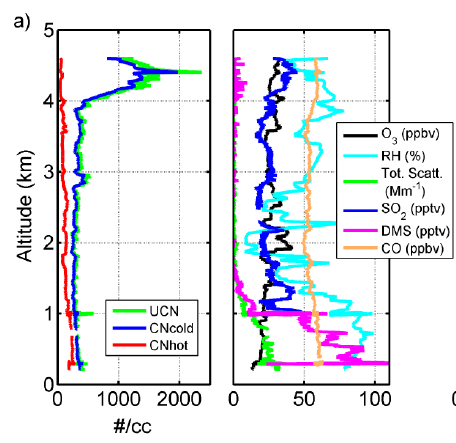 a)
5
4
3
2
1
0
Altitude (km)
UCN
CNcold
CNhot
0 1000 2000
#/cc
O3 (ppbv)
RH (%)
Tot. Scatt.
(Mm-1)
SO2 (pptv)
DMS (pptv)
CO (ppbv)
0 50 100
0